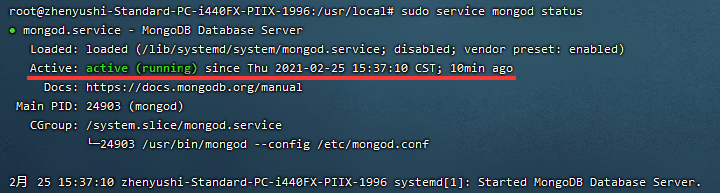 root@zhenyushi-Standard-PC-i440FX-PIIX-1996:/usr/local# sudo service mongod status
● mongod.service - MongoDB Database Server
Loaded: loaded (/lib/systemd/system/mongod.service; disabled; vendor preset: enabled)
Active: active (running) since Thu 2021-02-25 15:37:10 CST; 10min ago
Docs: https://docs.mongodb.org/manual
Main PID: 24903 (mongod)
CGroup: /system.slice/mongod.service
└─24903 /usr/bin/mongod --config /etc/mongod.conf
2月 25 15:37:10 zhenyushi-Standard-PC-i440FX-PIIX-1996 systemd[1]: Started MongoDB Database Server.